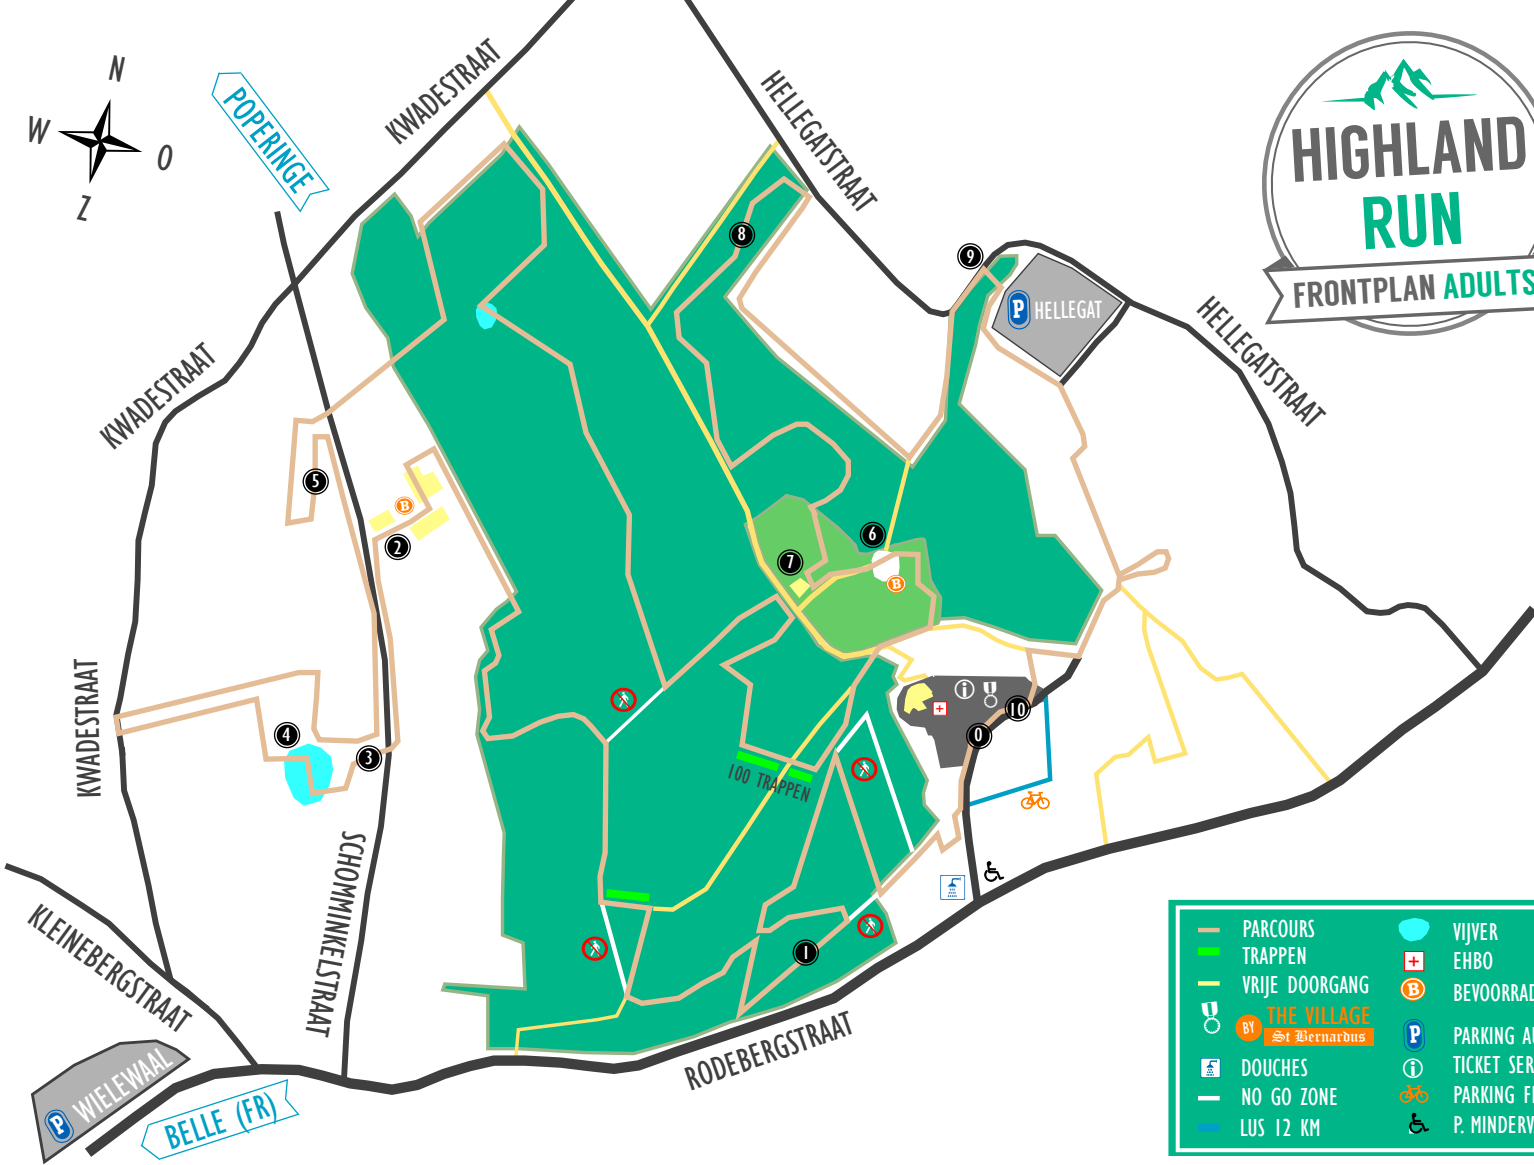 N
W
O
Z
POPERINGE
KWADESTRAAT
HELLEGATSTRAAT
HIGHLAND
RUN
FRONTPLAN ADULTS
8
9
P HELLEGAT
HELLEGATSTRAAT
KWADESTRAAT
5
B
2
6
7
B
KWADESTRAAT
4
3
i
10
0
100 TRAPPEN
SCHOMMINKELSTRAAT
1
KLEINEBERGSTRAAT
RODEBERGSTRAAT
P WIELEWAAL
BELLE (FR)
PARCOURS
TRAPPEN
VRIJE DOORGANG
BY THE VILLAGE
St Bernardus
DOUCHES
NO GO ZONE
LUS 12 KM
VIJVER
EHBO
B BEVOORRAD
P PARKING
i TICKET SER
PARKING
P. MINDERV